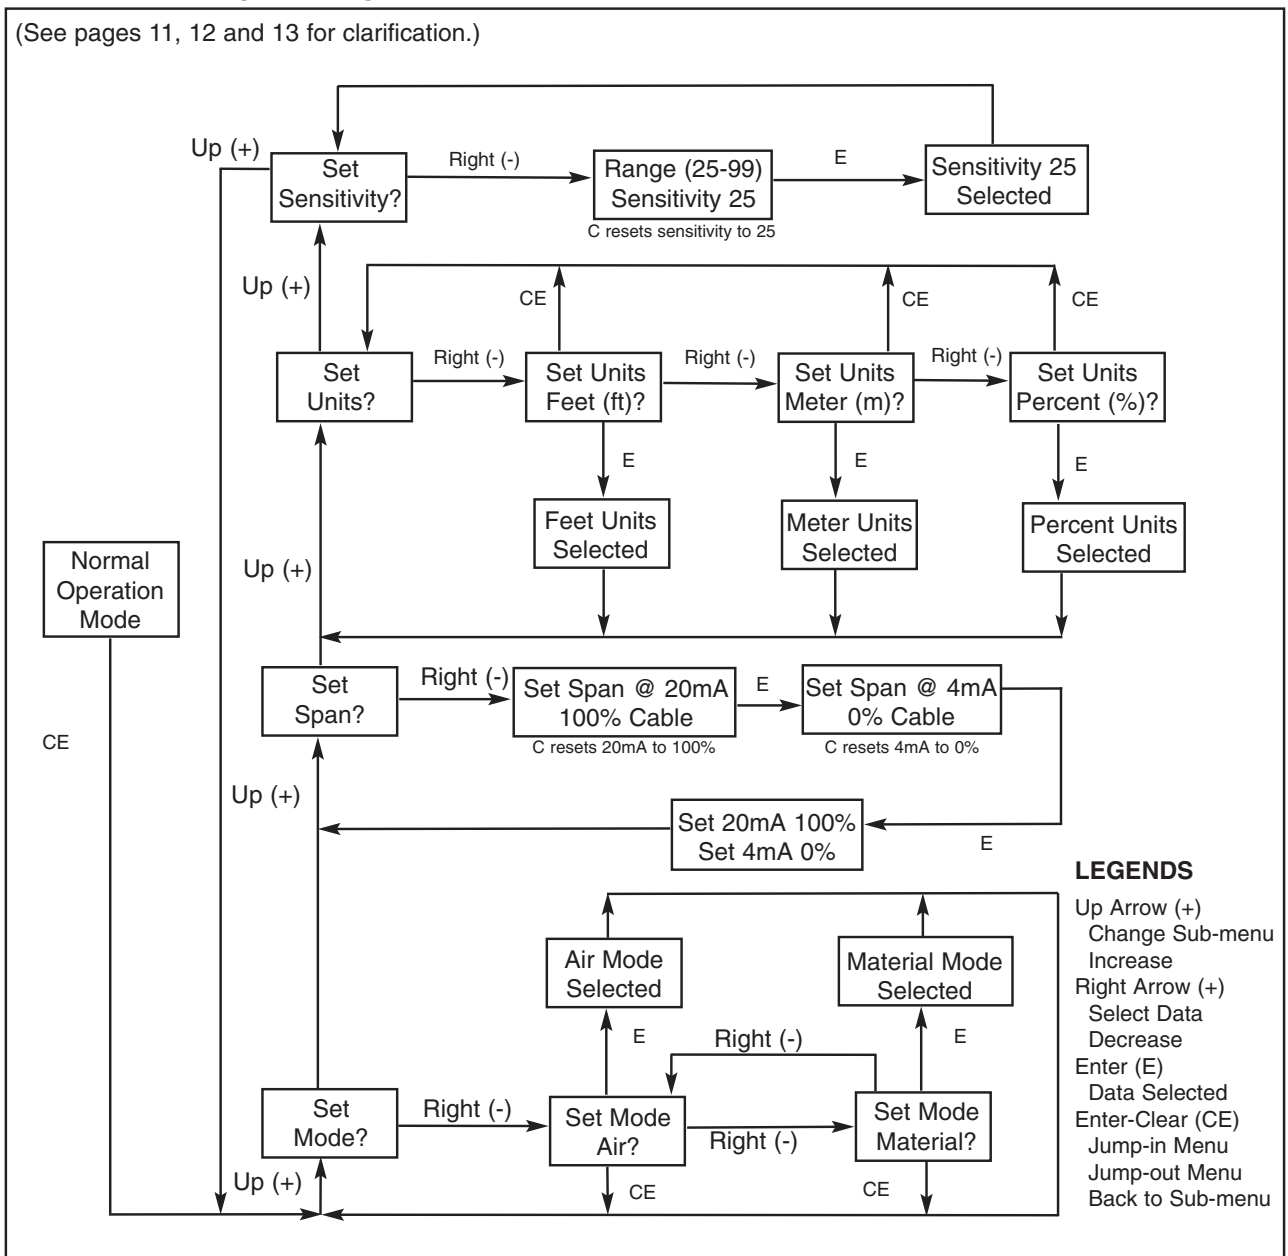 (See pages 11, 12 and 13 for clarification.)
Up (+)
Set
Sensitivity?
Right (-)
Range (25-99)
Sensitivity 25
C resets sensitivity to 25
E
Sensitivity 25
Selected
Up (+)
CE
CE
CE
Set
Units?
Right (-)
Set Units
Feet (ft)?
Right (-)
Set Units
Meter (m)?
Right (-)
Set Units
Percent (%)?
E
E
E
Feet Units
Selected
Meter Units
Selected
Percent Units
Selected
Normal
Operation
Mode
Up (+)
Set
Span?
Right (-)
Set Span @ 20mA
100% Cable
C resets 20mA to 100%
E
Set Span @ 4mA
0% Cable
C resets 4mA to 0%
CE
Up (+)
Set 20mA 100%
Set 4mA 0%
E
Air Mode
Selected
Material Mode
Selected
E
Right (-)
E
Set
Mode?
Right (-)
Set Mode
Air?
Right (-)
Set Mode
Material?
Up (+)
CE
CE
LEGENDS
Up Arrow (+)
Change Sub-menu
Increase
Right Arrow (+)
Select Data
Decrease
Enter (E)
Data Selected
Enter-Clear (CE)
Jump-in Menu
Jump-out Menu
Back to Sub-menu